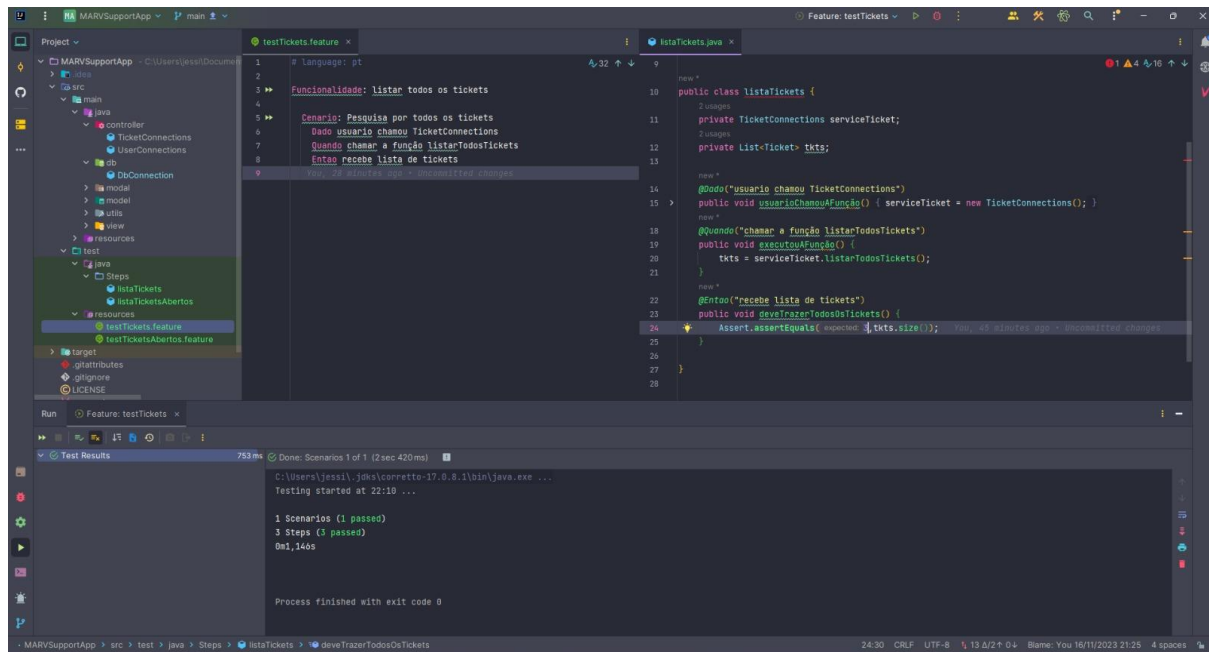 MA MARVSupportApp main Feature: testTickets
Project
MARVSupportApp - C:\Users\jessi\Documen
.idea
src
main
java
controller
TicketConnections
UserConnections
db
DbConnection
modal
model
utils
view
resources
test
java
Steps
listaTickets
listaTicketsAbertos
resources
testTickets.feature
testTicketsAbertos.feature
target
.gitattributes
.gitignore
LICENSE
testTickets.feature ×
32
1 # language: pt
2
3 Funcionalidade: listar todos os tickets
4
5 Cenario: Pesquisa por todos os tickets
6 Dado usuario chamou TicketConnections
7 Quando chamar a função listarTodosTickets
8 Entao recebe lista de tickets
9 You, 28 minutes ago • Uncommitted changes
listaTickets.java ×
1 4 16
9
new *
10 public class listaTickets {
2 usages
11 private TicketConnections serviceTicket;
2 usages
12 private List<Ticket> tkts;
13
new *
14 @Dado("usuario chamou TicketConnections")
15 public void usuarioChamouAFunção() { serviceTicket = new TicketConnections(); }
new *
18 @Quando("chamar a função listarTodosTickets")
19 public void executouAFunção() {
20 tkts = serviceTicket.listarTodosTickets();
21 }
new *
22 @Entao("recebe lista de tickets")
23 public void deveTrazerTodosOsTickets() {
24 Assert.assertEquals( expected: 3,tkts.size()); You, 45 minutes ago • Uncommitted changes
25 }
26
27 }
28
Run Feature: testTickets ×
Test Results 753 ms
Done: Scenarios 1 of 1 (2 sec 420 ms)
C:\Users\jessi\.jdks\corretto-17.0.8.1\bin\java.exe ...
Testing started at 22:10 ...
1 Scenarios (1 passed)
3 Steps (3 passed)
0m1,146s
Process finished with exit code 0
MARVSupportApp > src > test > java > Steps > listaTickets > deveTrazerTodosOsTickets 24:30 CRLF UTF-8 13 Δ/2↑0↓ Blame: You 16/11/2023 21:25 4 spaces